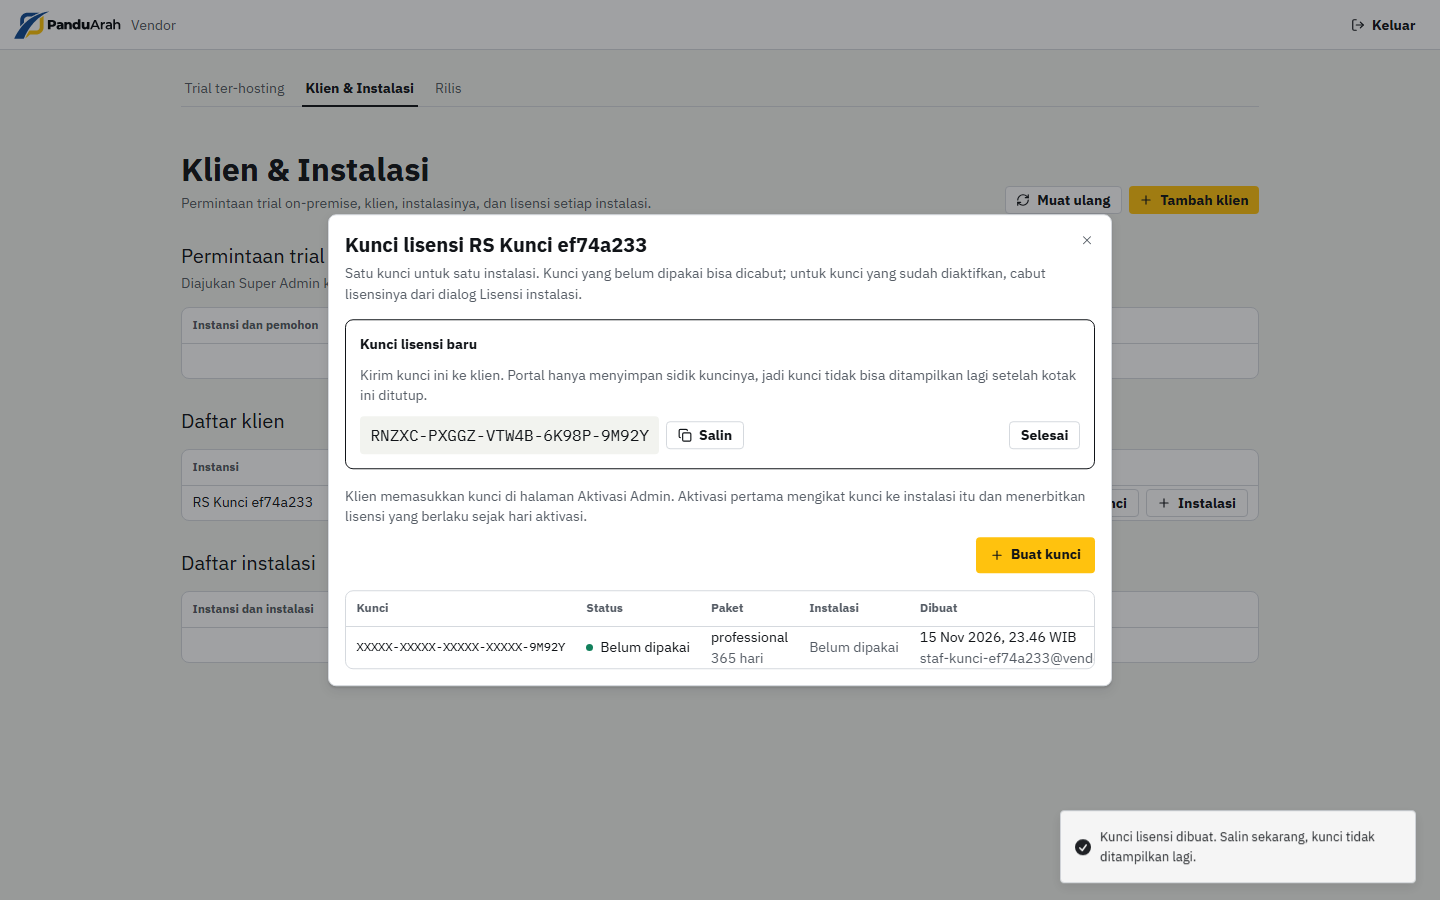 PanduArah Vendor
Keluar
Trial ter-hosting Klien & Instalasi Rilis
Klien & Instalasi
Permintaan trial on-premise, klien, instalasinya, dan lisensi setiap instalasi.
Muat ulang
Tambah klien
Permintaan trial
Diajukan Super Admin
Instansi dan pemohon
Daftar klien
Instansi
RS Kunci ef74a233
Instalasi
Daftar instalasi
Instansi dan instalasi
Kunci lisensi RS Kunci ef74a233
Satu kunci untuk satu instalasi. Kunci yang belum dipakai bisa dicabut; untuk kunci yang sudah diaktifkan, cabut
lisensinya dari dialog Lisensi instalasi.
Kunci lisensi baru
Kirim kunci ini ke klien. Portal hanya menyimpan sidik kuncinya, jadi kunci tidak bisa ditampilkan lagi setelah kotak
ini ditutup.
RNZXC-PXGGZ-VTW4B-6K98P-9M92Y
Salin
Selesai
Klien memasukkan kunci di halaman Aktivasi Admin. Aktivasi pertama mengikat kunci ke instalasi itu dan menerbitkan
lisensi yang berlaku sejak hari aktivasi.
Buat kunci
Kunci Status Paket Instalasi Dibuat
XXXXX-XXXXX-XXXXX-XXXXX-9M92Y Belum dipakai professional Belum dipakai 15 Nov 2026, 23.46 WIB
365 hari staf-kunci-ef74a233@vend
Kunci lisensi dibuat. Salin sekarang, kunci tidak
ditampilkan lagi.